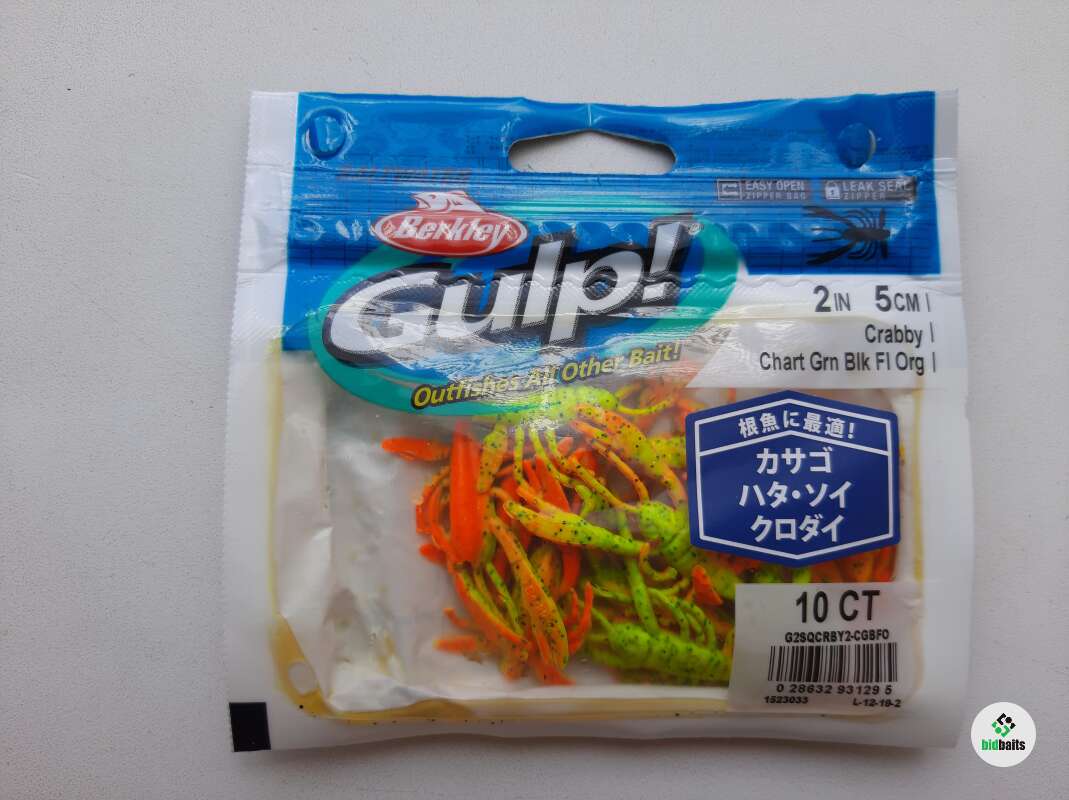 SALTWATER
EASY OPEN
ZIPPER BAG
LEAK SEAL
ZIPPER
Berkley
Gulp!®
Outfishes All Other Bait!
2IN 5CM
Crabby
Chart Grn Blk Fl Org
根魚に最適!
カサゴ
ハタ・ソイ
クロダイ
10 CT
G2SQCRBY2-CGBFO
0 28632 93129 5
1523033 L-12-19-2
bidbaits